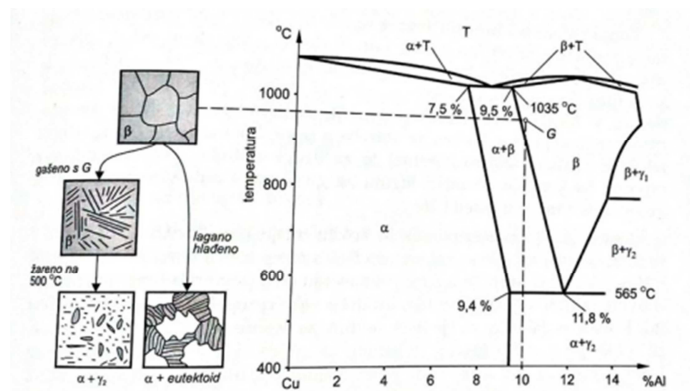 β
gašeno s G
β'
žareno na
500 °C
lagano
hlađeno
α + γ₂
α + eutektoid
°C
temperatura
1000
800
600
400
T
α+T
β+T
7,5 %
9,5 %
1035 °C
G
α+β
β
β+γ₁
α
β+γ₂
565 °C
9,4 %
11,8 %
α+γ₂
Cu
2
4
6
8
10
12
14
%Al